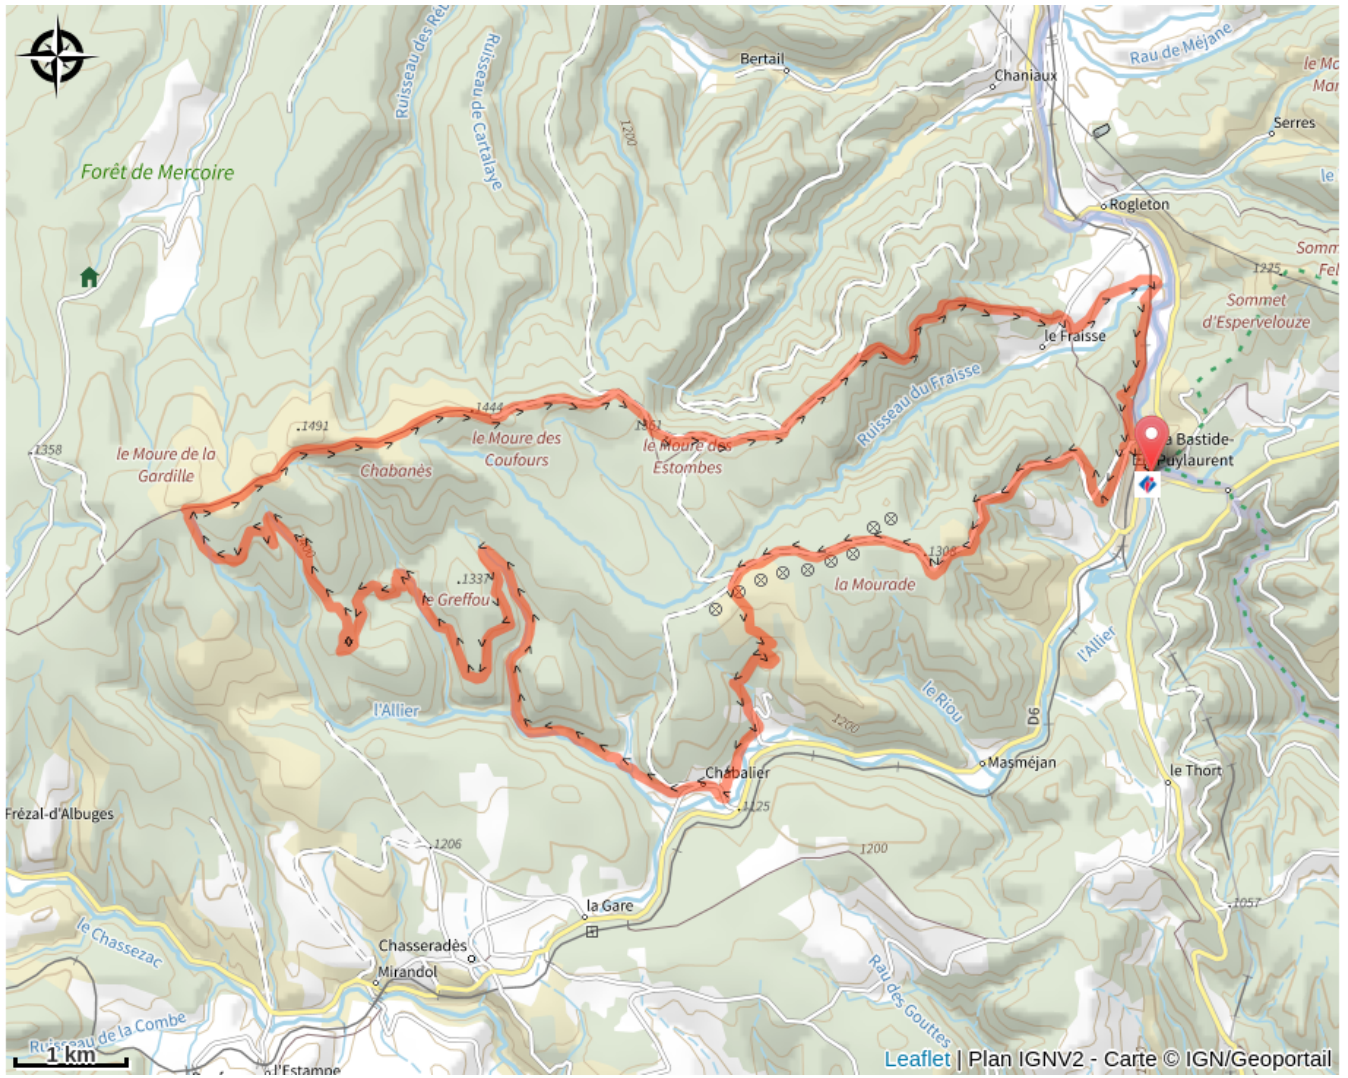 Ruisseau de Cartalaye
Bertail
Chaniaux
Rau de Méjane
Serres
1200
Forêt de Mercoire
Rogleton
1225
Sommet
d'Espervelouze
le Fraisse
Ruisseau du Fraisse
1444
.1491
1358
le Moure de la
Gardille
Chabanès
le Moure des
Coufours
le Moure des
Estombes
la Bastide-
Puylaurent
1308
la Mourade
.1337
le Greffou
l'Allier
l'Allier
le Riou
1200
D6
Masméjan
le Thort
Chabalier
.1125
Frézal-d'Albuges
.1206
1200
la Gare
.1057
le Chassezac
Chasseradès
Mirandol
Rau des Gouttes
Ruisseau de la Combe
1 km
l'Estampe
Leaflet | Plan IGNV2 - Carte © IGN/Geoportail